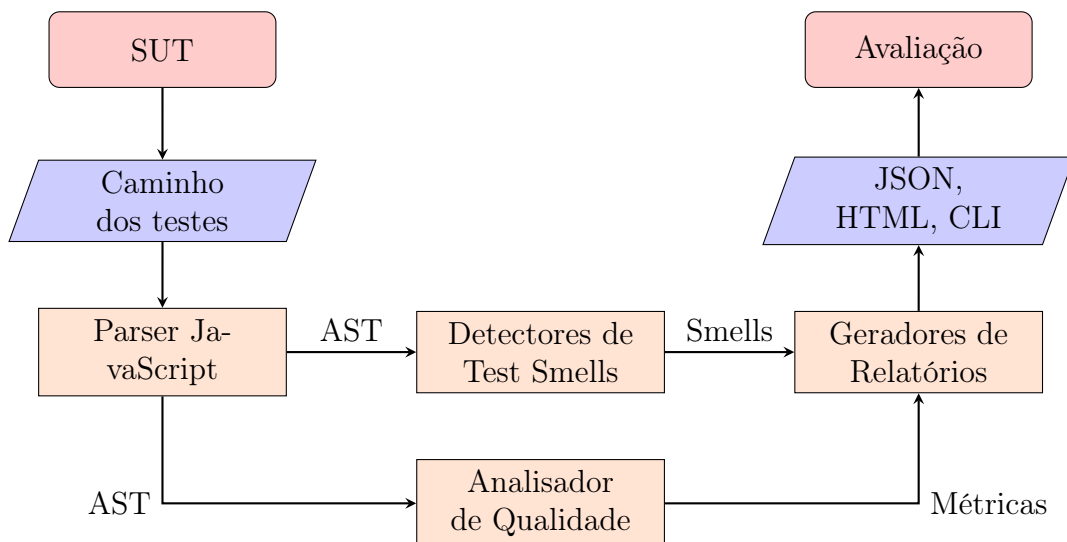 SUT
Avaliação
Caminho
dos testes
JSON,
HTML, CLI
Parser Ja-
vaScript
AST
Detectores de
Test Smells
Smells
Geradores de
Relatórios
AST
Analisador
de Qualidade
Métricas